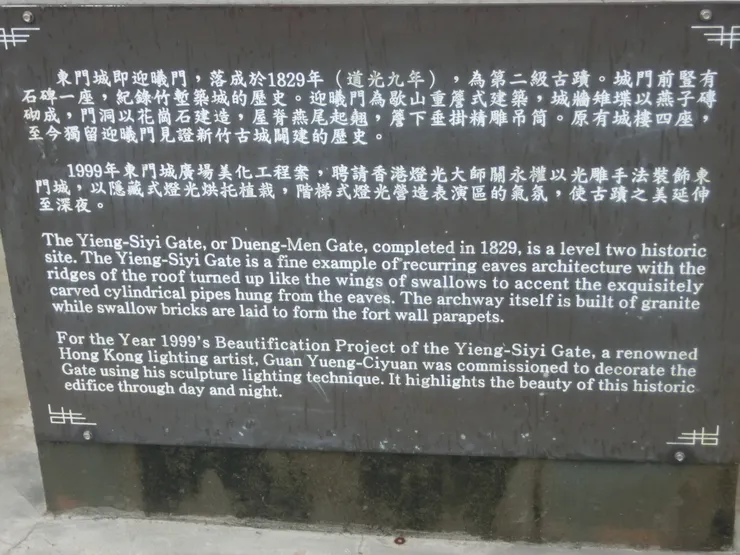 東門城即迎曦門，落成於1829年（道光九年），為第二級古蹟。城門前豎有
石碑一座，紀錄竹塹築城的歷史。迎曦門為歇山重簷式建築，城牆雉堞以燕子磚
砌成，門洞以花崗石建造，屋脊燕尾起翹，簷下垂掛精雕吊筒。原有城樓四座，
至今獨留迎曦門見證新竹古城闢建的歷史。
1999年東門城廣場美化工程案，聘請香港燈光大師關永權以光雕手法裝飾東
門城，以隱藏式燈光烘托植栽，階梯式燈光營造表演區的氣氛，使古蹟之美延伸
至深夜。
The Yieng-Siyi Gate, or Dueng-Men Gate, completed in 1829, is a level two historic
site. The Yieng-Siyi Gate is a fine example of recurring eaves architecture with the
ridges of the roof turned up like the wings of swallows to accent the exquisitely
carved cylindrical pipes hung from the eaves. The archway itself is built of granite
while swallow bricks are laid to form the fort wall parapets.
For the Year 1999's Beautification Project of the Yieng-Siyi Gate, a renowned
Hong Kong lighting artist, Guan Yueng-Ciyuan was commissioned to decorate the
Gate using his sculpture lighting technique. It highlights the beauty of this historic
edifice through day and night.